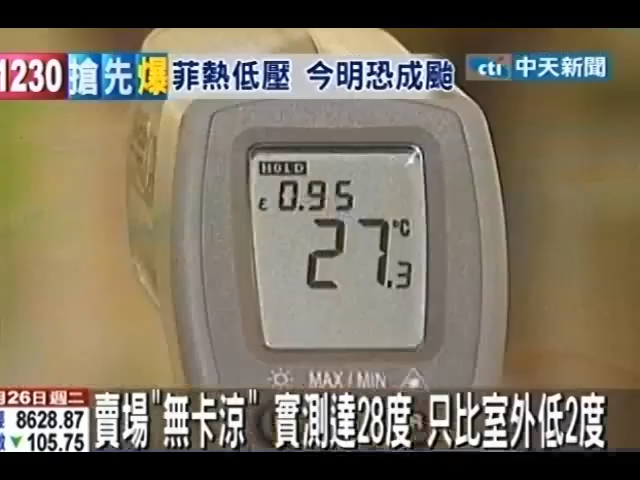 1230 搶先爆 菲熱低壓 今明恐成颱 cti 中天新聞
HOLD
ε 0.95
27.3 °C
MAX/MIN
月26日週二
8628.87
▼ 105.75
賣場"無卡涼" 實測達28度 只比室外低2度